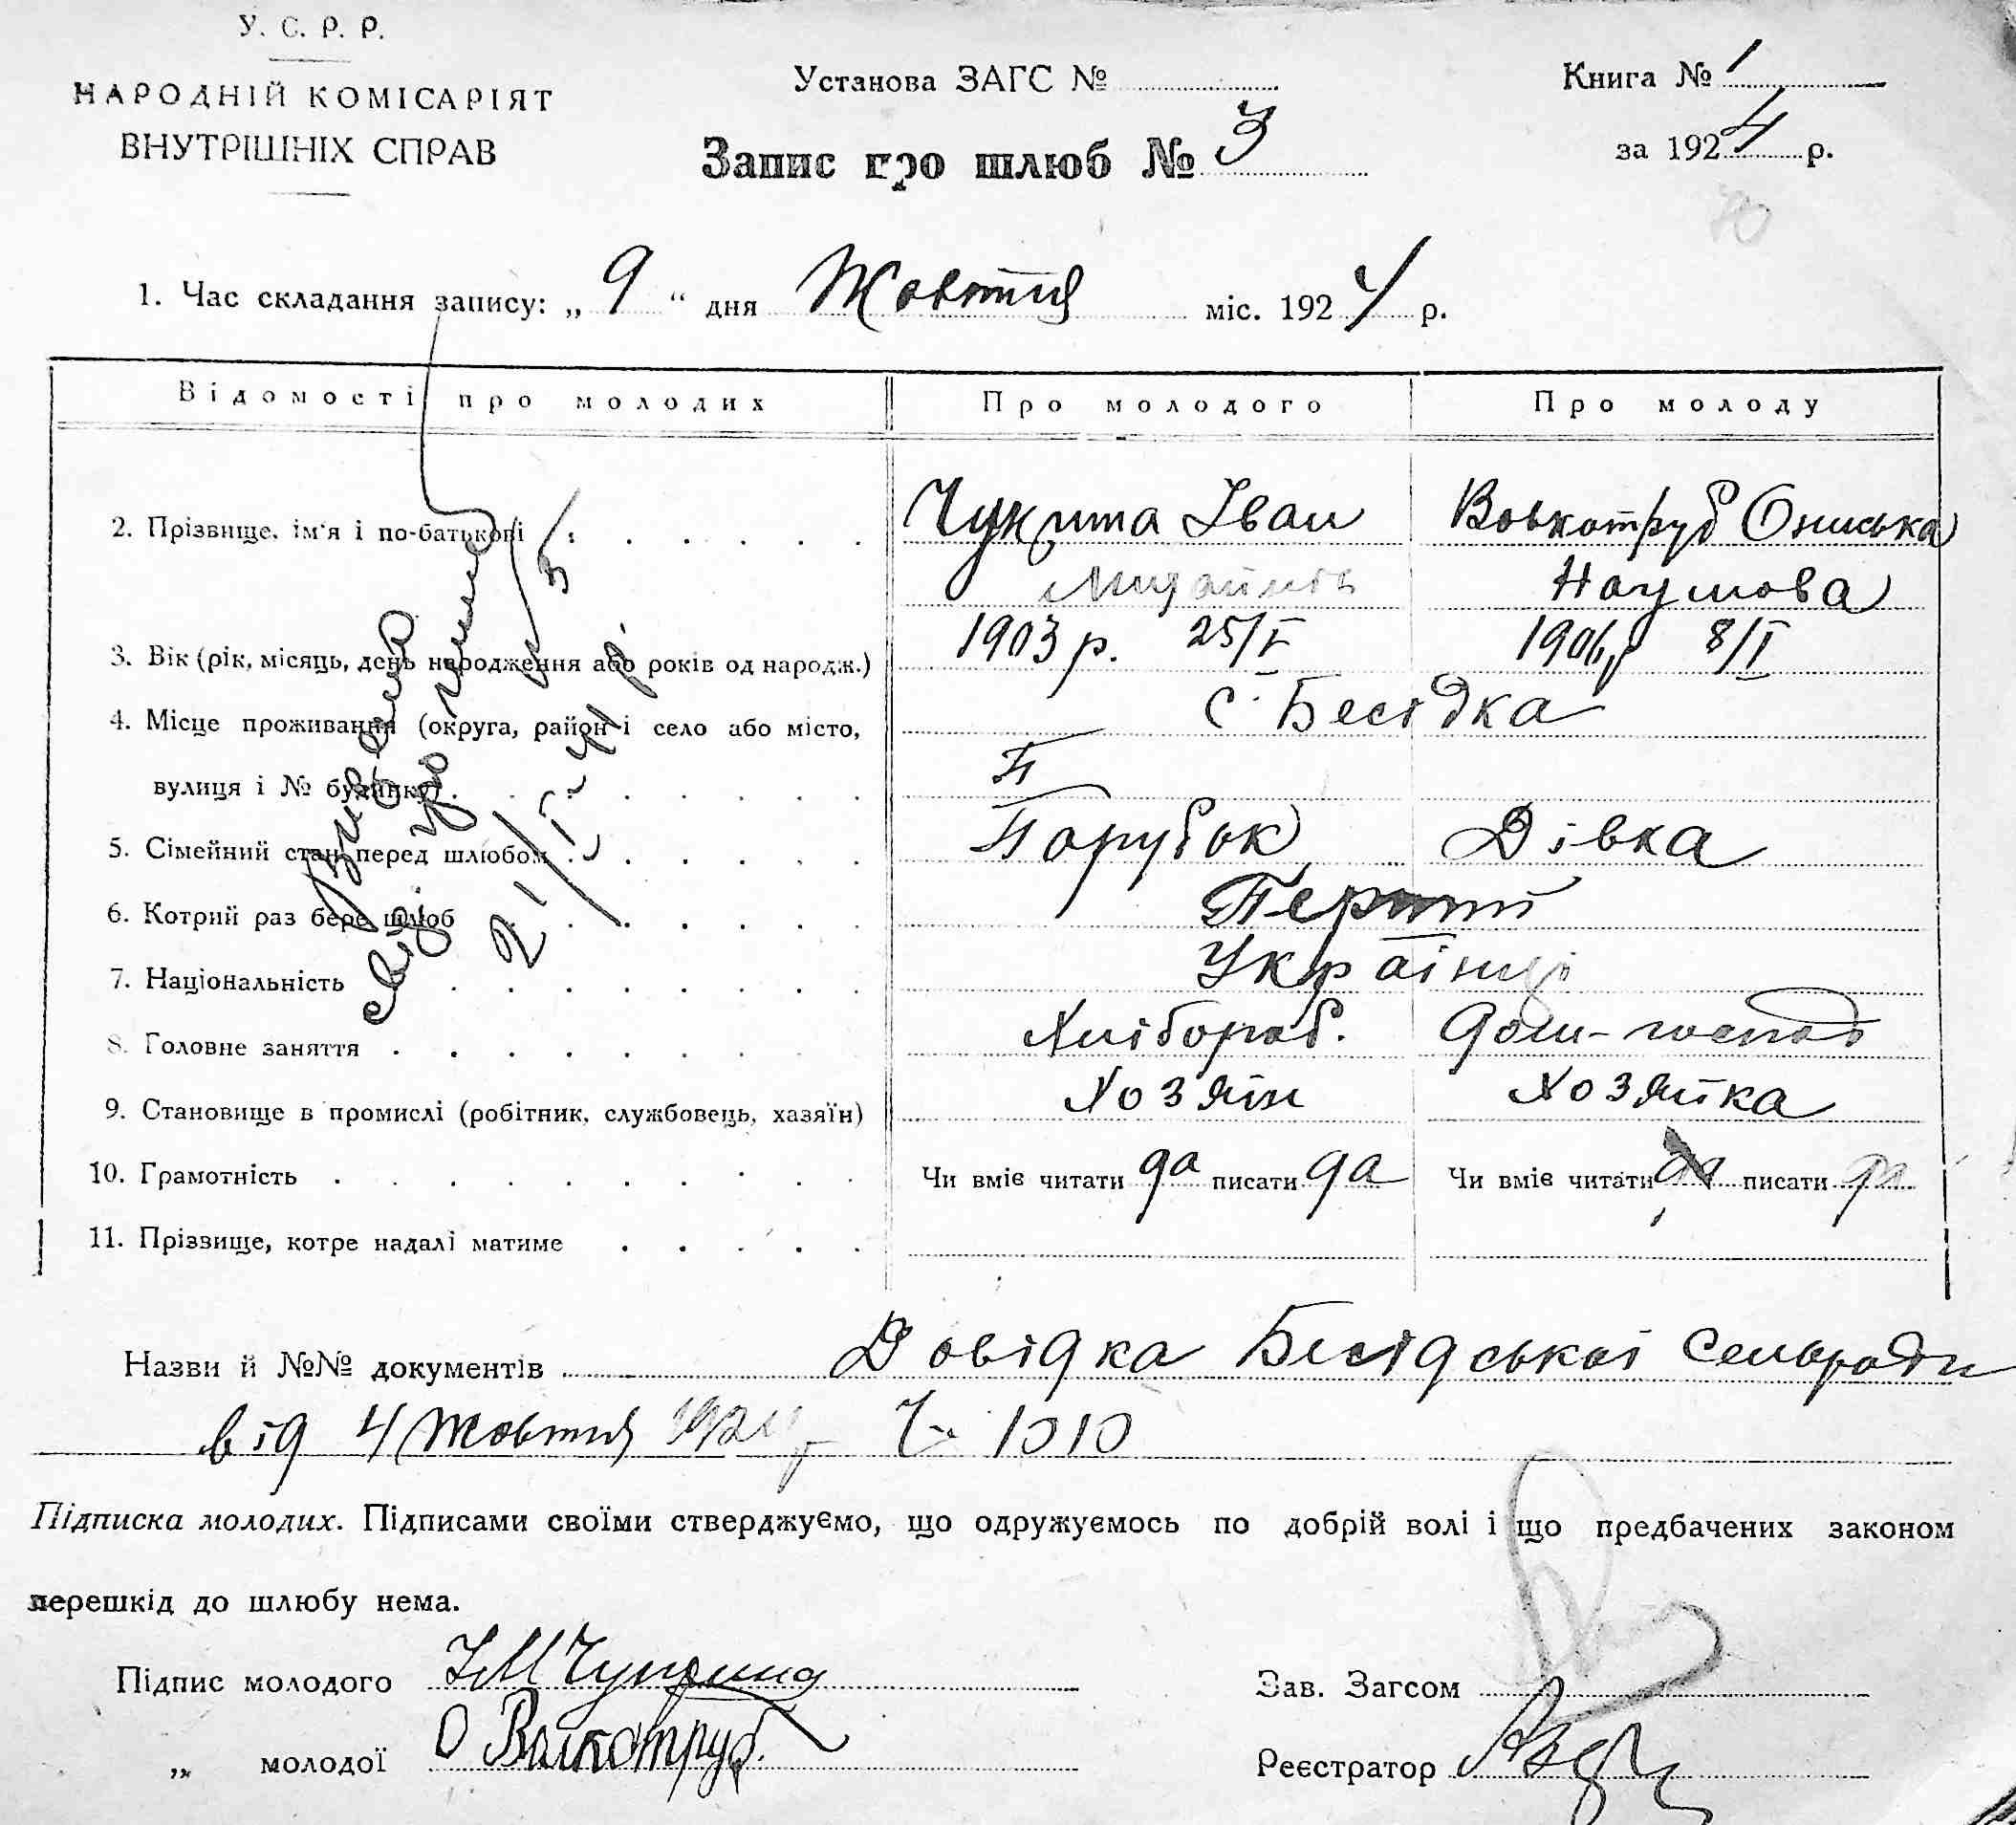 У. С. Р. Р.
НАРОДНІЙ КОМІСАРІЯТ
ВНУТРІШНІХ СПРАВ
Установа ЗАГС №
Запис про шлюб № 3
Книга № 1
за 1924 р.
1. Час складання запису: „ 9 “ дня Жовтня міс. 1924 р.
Відомості про молодих Про молодого Про молоду
2. Прізвище, ім'я і по-батькові Іван Вовкотруб Ониська
Наумова
3. Вік (рік, місяць, день народження або років од народж.) 1903 р. 25/ 1906 р 8/I
4. Місце проживання (округа, район і село або місто, с. Бесідка
вулиця і № будинку)
5. Сімейний стан перед шлюбом Парубок Дівка
6. Котрий раз бере шлюб Перший
7. Національність Українці
8. Головне заняття Хлібороб. дом-господ
9. Становище в промислі (робітник, службовець, хазяїн) Хозяїн Хозяйка
10. Грамотність Чи вміє читати да писати да Чи вміє читати да писати да
11. Прізвище, котре надалі матиме
Назви й №№ документів Довідка Бесідської Сельради
від 4 Жовтня 1924 р Ч. 1010
Підписка молодих. Підписами своїми стверджуємо, що одружуємось по добрій волі і що предбачених законом
перешкід до шлюбу нема.
Підпис молодого І М Чуприна
„ молодої О Волкотруб.
Зав. Загсом
Реєстратор